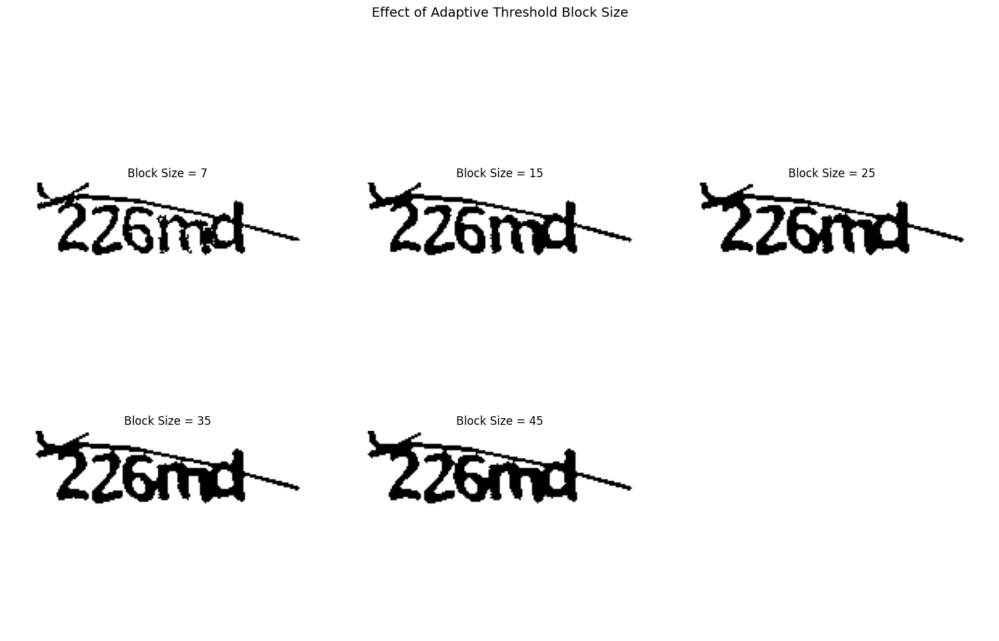 Effect of Adaptive Threshold Block Size
Block Size = 7
Block Size = 15
Block Size = 25
226md
226md
226md
Block Size = 35
Block Size = 45
226md
226md